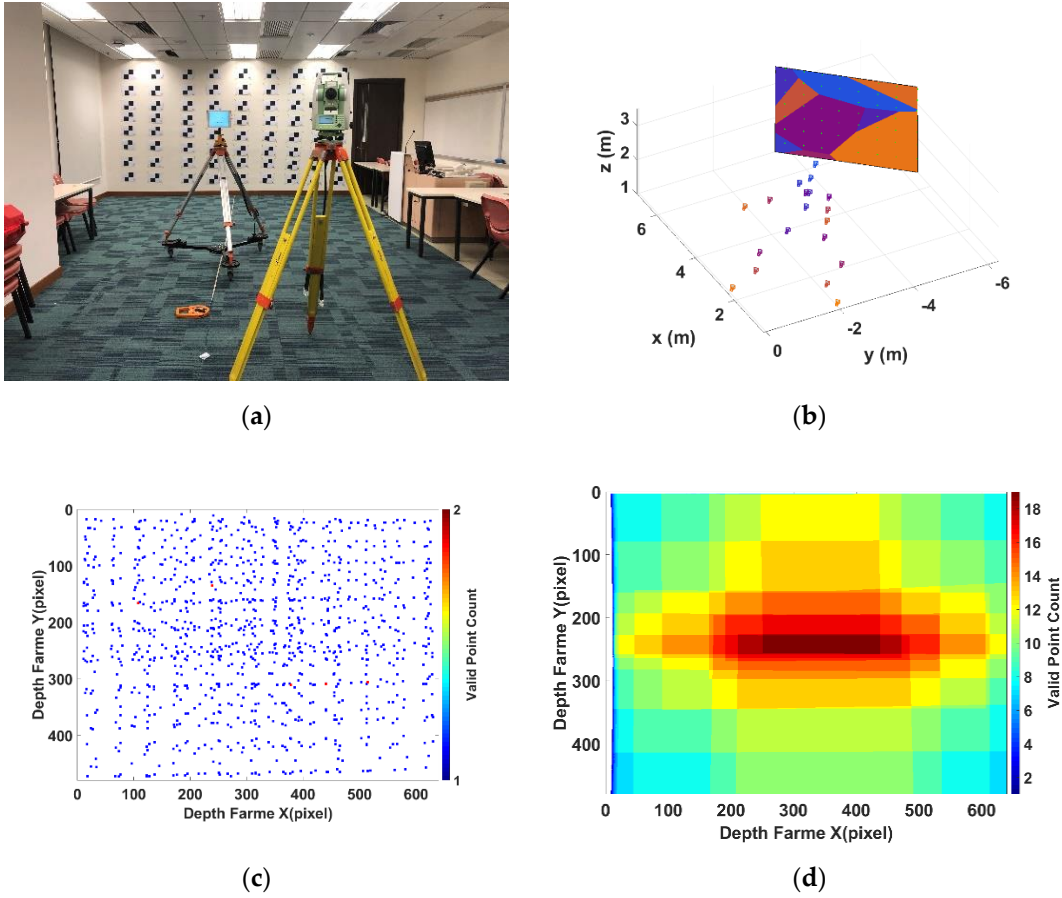 3
2
1
z (m)
6
4
2
0
-2
-4
-6
x (m)
y (m)
(a)
(b)
0
100
200
300
400
0 100 200 300 400 500 600
Depth Farme Y(pixel)
Depth Farme X(pixel)
2
1
Valid Point Count
0
100
200
300
400
0 100 200 300 400 500 600
Depth Farme Y(pixel)
Depth Farme X(pixel)
18
16
14
12
10
8
6
4
2
Valid Point Count
(c)
(d)